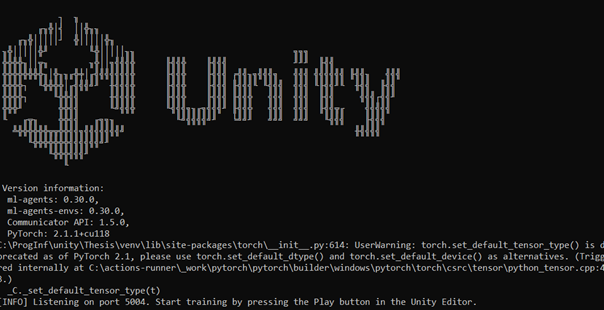 unity
Version information:
ml-agents: 0.30.0,
ml-agents-envs: 0.30.0,
Communicator API: 1.5.0,
PyTorch: 2.1.1+cu118
C:\ProgInf\unity\Thesis\venv\lib\site-packages\torch\__init__.py:614: UserWarning: torch.set_default_tensor_type() is d
precated as of PyTorch 2.1, please use torch.set_default_dtype() and torch.set_default_device() as alternatives. (Trigg
red internally at C:\actions-runner\_work\pytorch\pytorch\builder\windows\pytorch\torch\csrc\tensor\python_tensor.cpp:4
3.)
_C._set_default_tensor_type(t)
[INFO] Listening on port 5004. Start training by pressing the Play button in the Unity Editor.